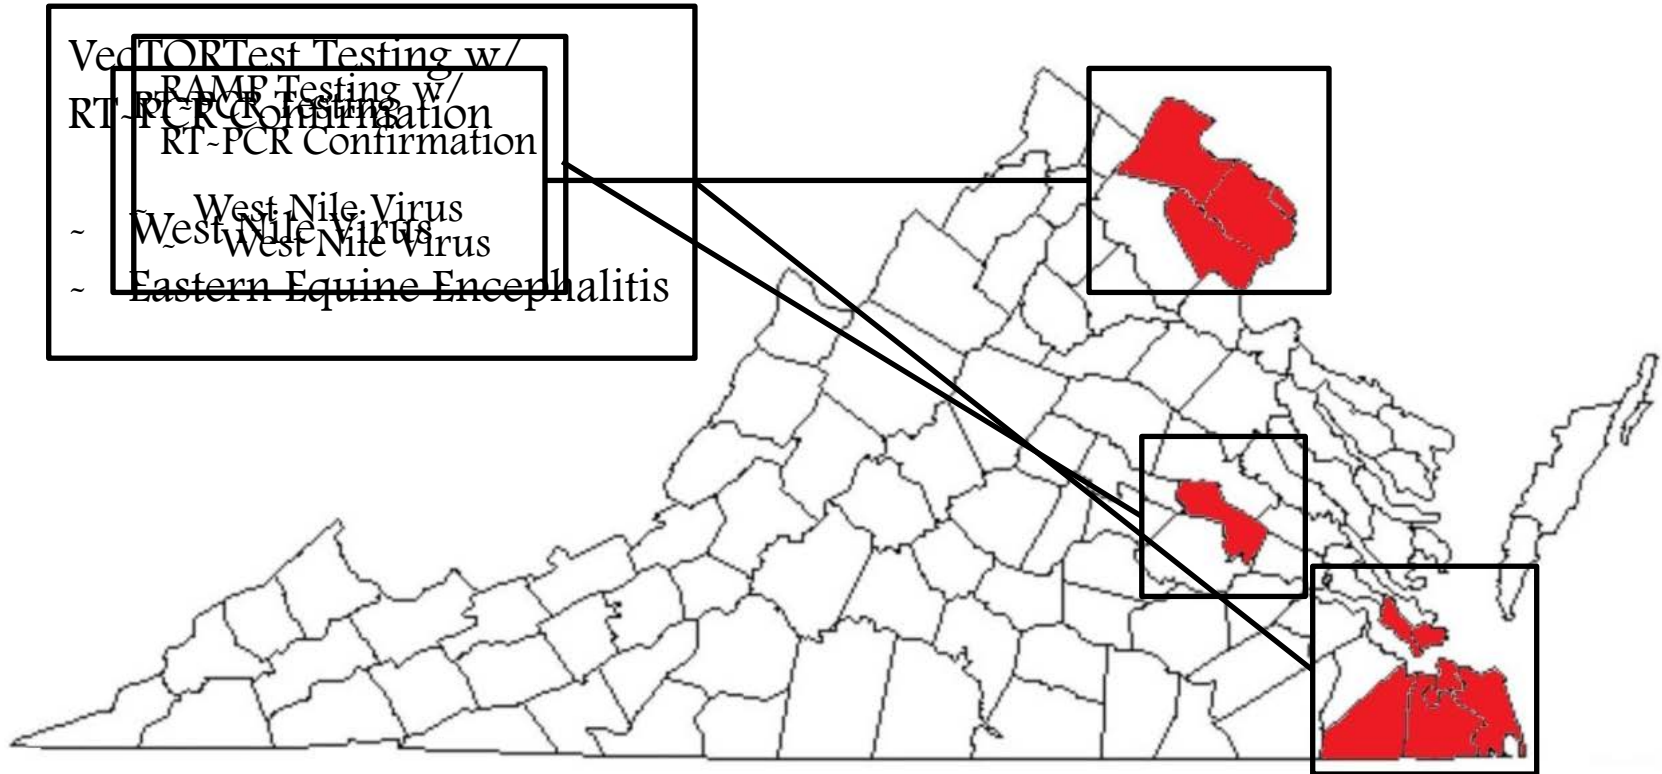 VecTORTest Testing w/
RT-PCR Confirmation
~ West Nile Virus
~ Eastern Equine Encephalitis
RT-PCR Testing
~ West Nile Virus
RAMP Testing w/
RT-PCR Confirmation
~ West Nile Virus